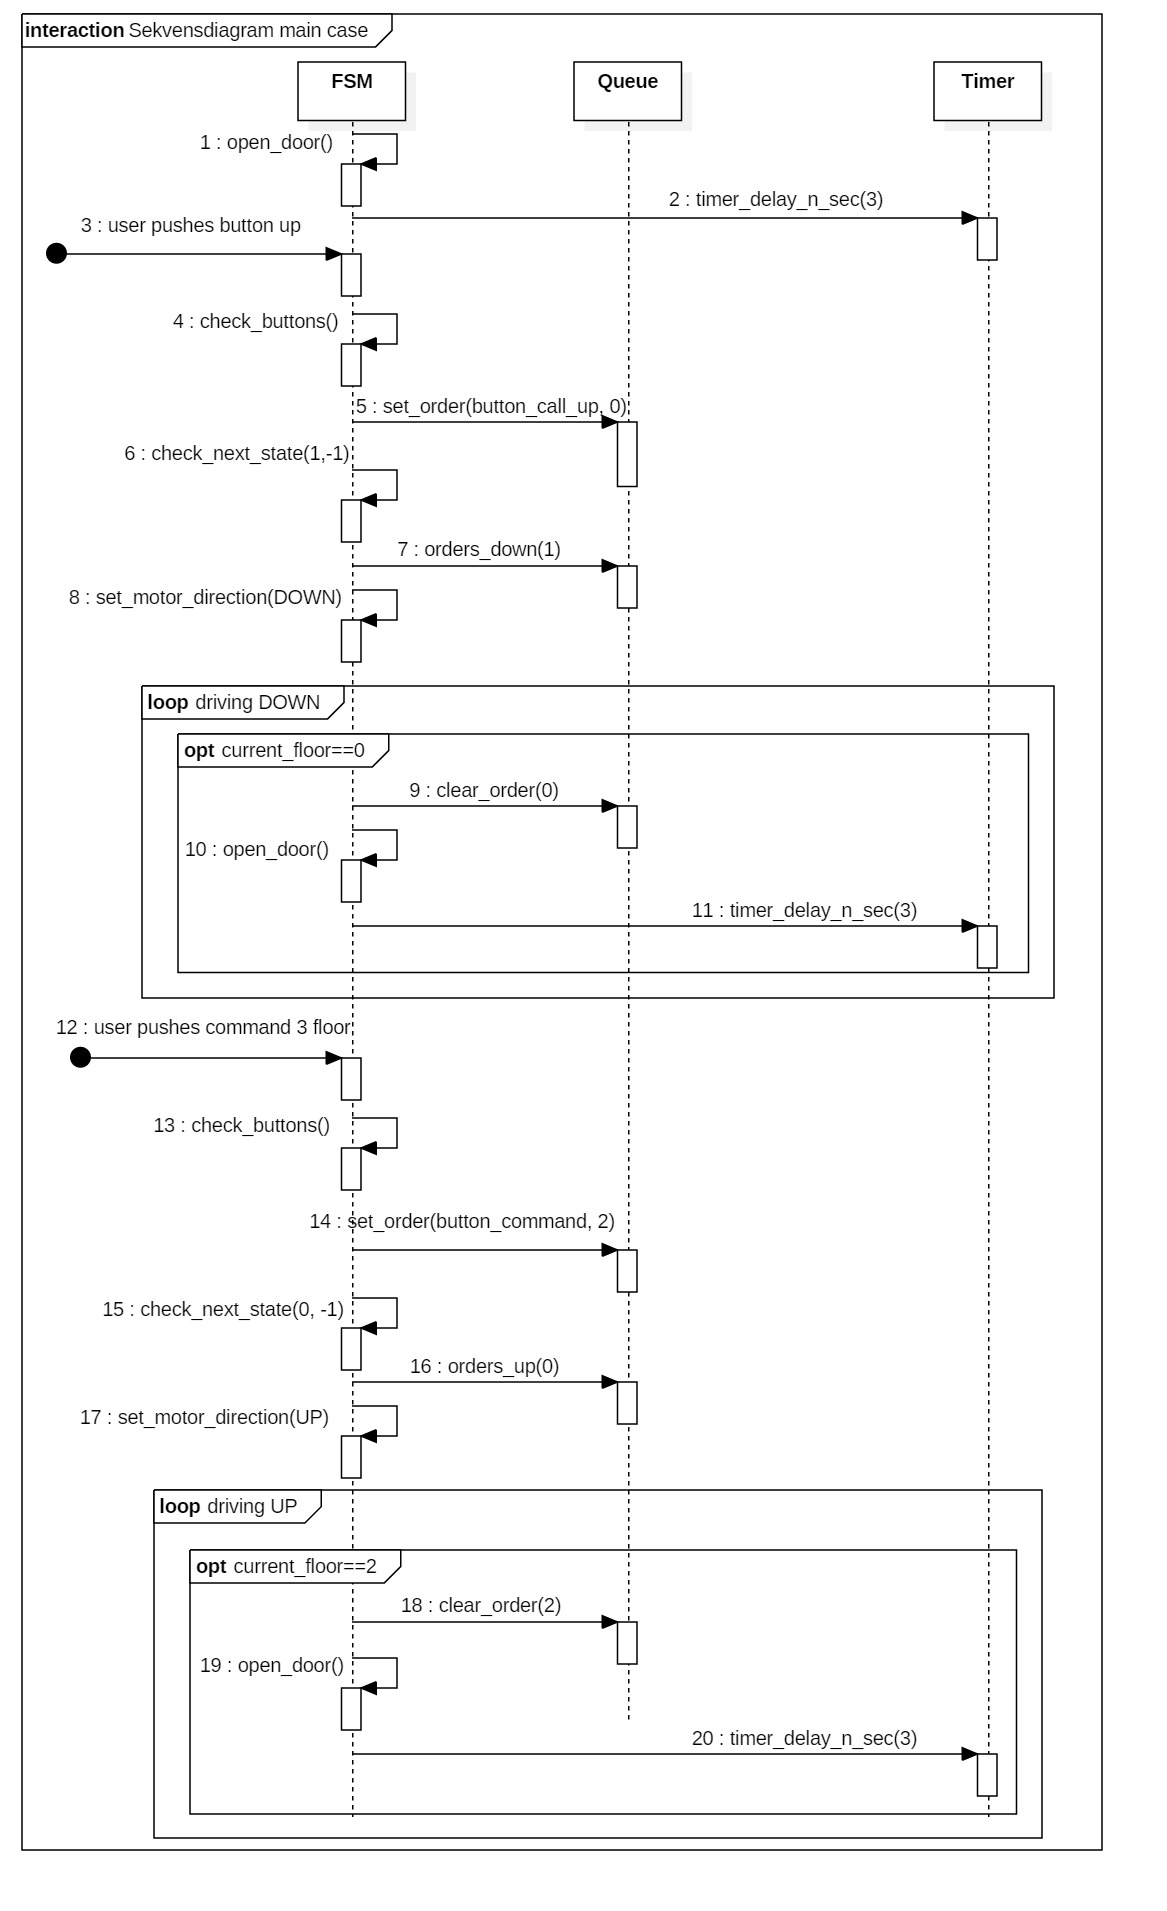 interaction Sekvensdiagram main case
FSM
Queue
Timer
1 : open_door()
2 : timer_delay_n_sec(3)
3 : user pushes button up
4 : check_buttons()
5 : set_order(button_call_up, 0)
6 : check_next_state(1,-1)
7 : orders_down(1)
8 : set_motor_direction(DOWN)
loop driving DOWN
opt current_floor==0
9 : clear_order(0)
10 : open_door()
11 : timer_delay_n_sec(3)
12 : user pushes command 3 floor
13 : check_buttons()
14 : set_order(button_command, 2)
15 : check_next_state(0, -1)
16 : orders_up(0)
17 : set_motor_direction(UP)
loop driving UP
opt current_floor==2
18 : clear_order(2)
19 : open_door()
20 : timer_delay_n_sec(3)